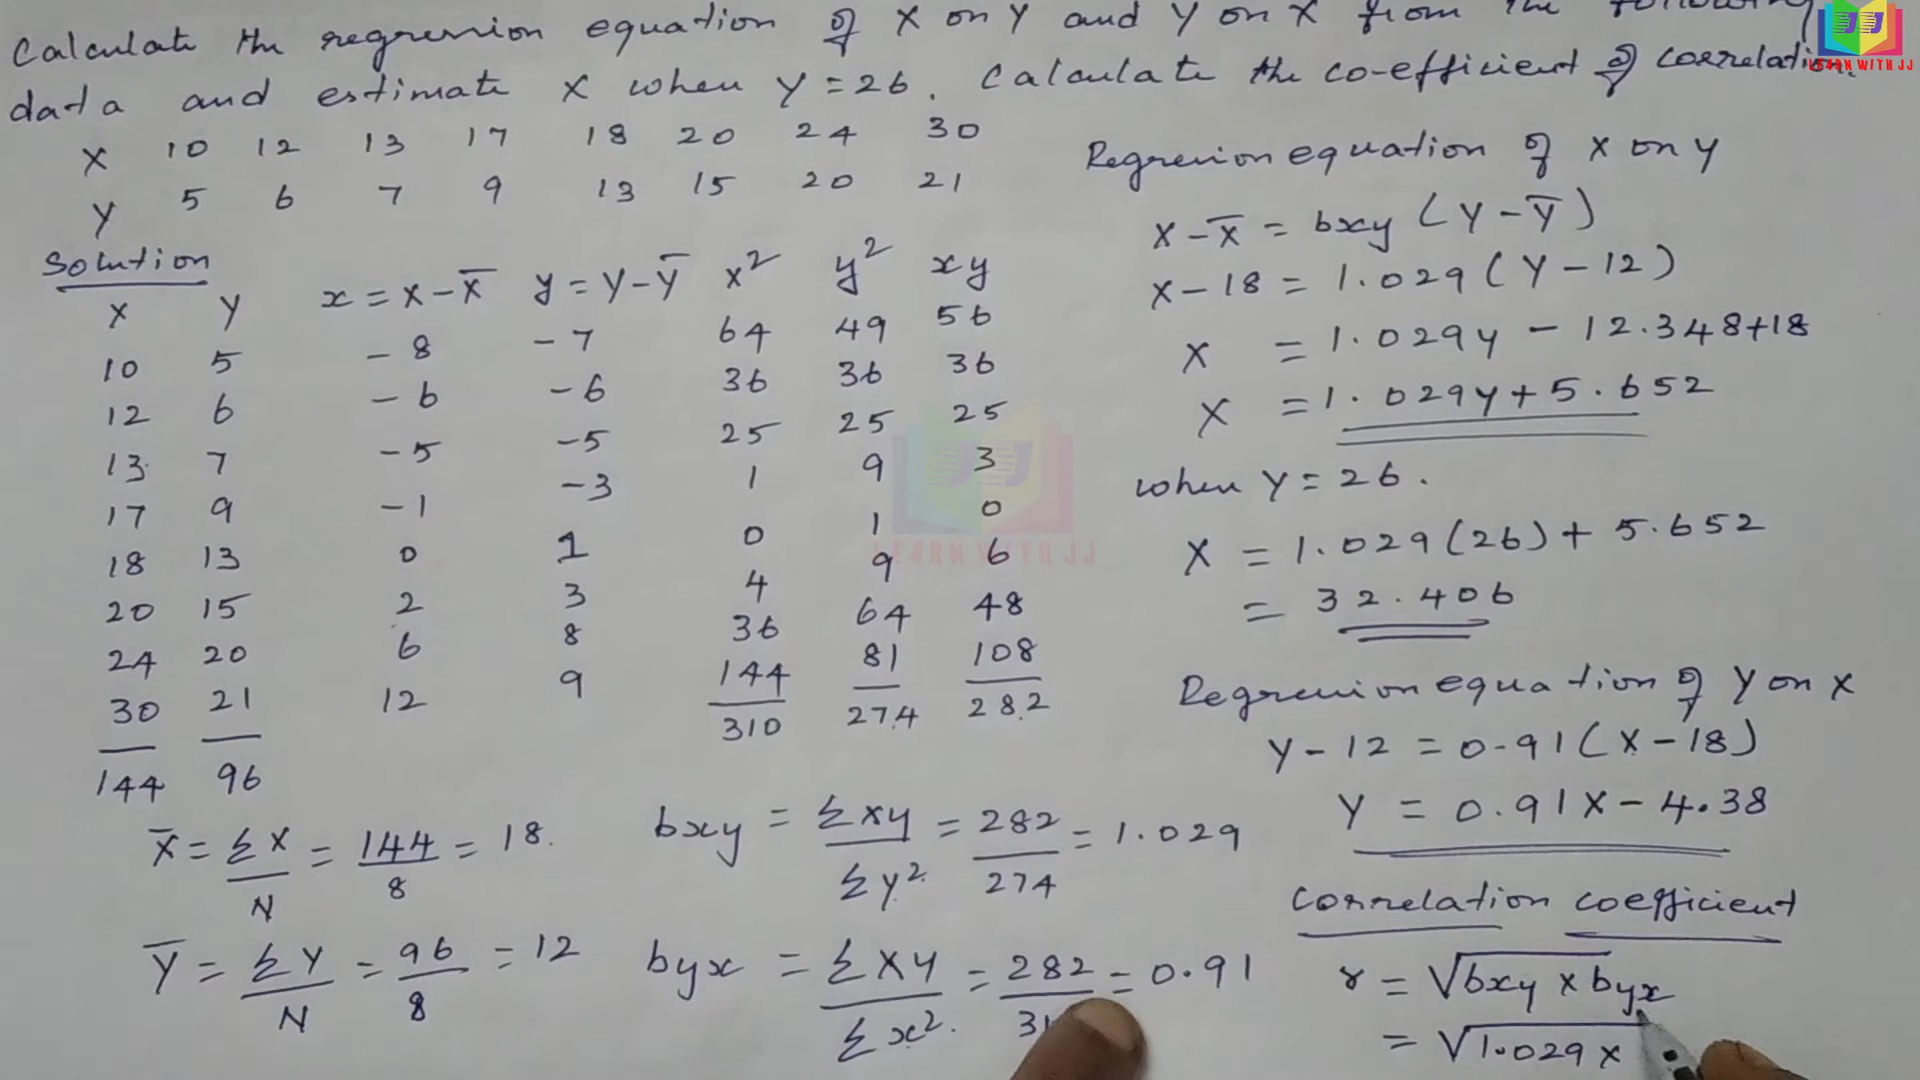 Calculate the regression equation of X on Y and Y on X from the following
data and estimate X when Y = 26. Calculate the co-efficient of correlation.
X 10 12 13 17 18 20 24 30
Y 5 6 7 9 13 15 20 21
Solution
X Y x = X - X̅ y = Y - Y̅ x² y² xy
10 5 -8 -7 64 49 56
12 6 -6 -6 36 36 36
13 7 -5 -5 25 25 25
17 9 -1 -3 1 9 3
18 13 0 1 0 1 0
20 15 2 3 4 9 6
24 20 6 8 36 64 48
30 21 12 9 144 81 108
144 96 310 274 282
X̅ = ΣX/N = 144/8 = 18.
Y̅ = ΣY/N = 96/8 = 12
bxy = Σxy/Σy² = 282/274 = 1.029
byx = Σxy/Σx² = 282/31 = 0.91
Regression equation of X on Y
X - X̅ = bxy (Y - Y̅)
X - 18 = 1.029 (Y - 12)
X = 1.029y - 12.348 + 18
X = 1.029y + 5.652
when Y = 26.
X = 1.029(26) + 5.652
= 32.406
Regression equation of Y on X
Y - 12 = 0.91 (X - 18)
Y = 0.91X - 4.38
Correlation coefficient
r = √bxy × byx
= √1.029 ×
LEARN WITH JJ
LEARN WITH JJ